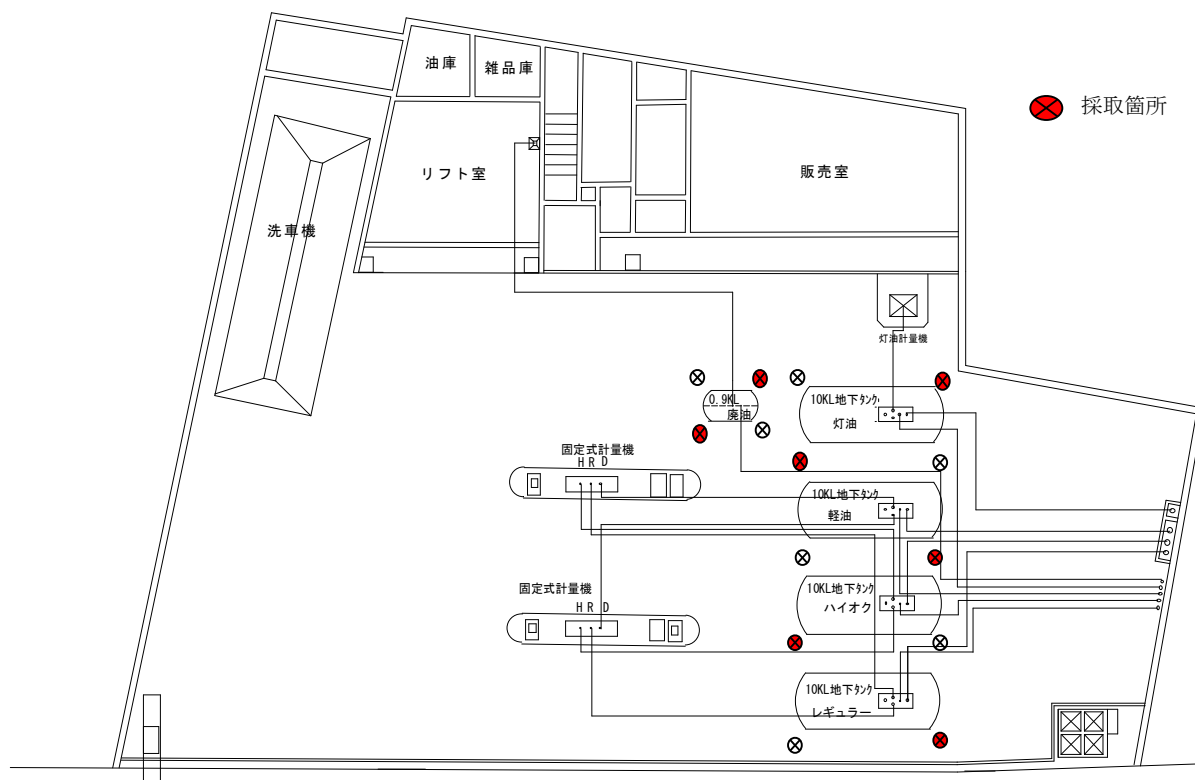 油庫
雑品庫
採取箇所
リフト室
販売室
洗車機
灯油計量機
0.9KL
廃油
10KL地下タンク
灯油
固定式計量機
H R D
10KL地下タンク
軽油
固定式計量機
H R D
10KL地下タンク
ハイオク
10KL地下タンク
レギュラー